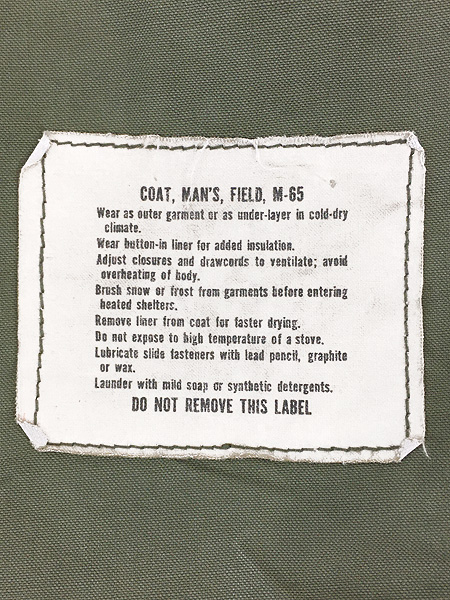 COAT, MAN'S, FIELD, M-65
Wear as outer garment or as under-layer in cold-dry
climate.
Wear button-in liner for added insulation.
Adjust closures and drawcords to ventilate; avoid
overheating of body.
Brush snow or frost from garments before entering
heated shelters.
Remove liner from coat for faster drying.
Do not expose to high temperature of a stove.
Lubricate slide fasteners with lead pencil, graphite
or wax.
Launder with mild soap or synthetic detergents.
DO NOT REMOVE THIS LABEL